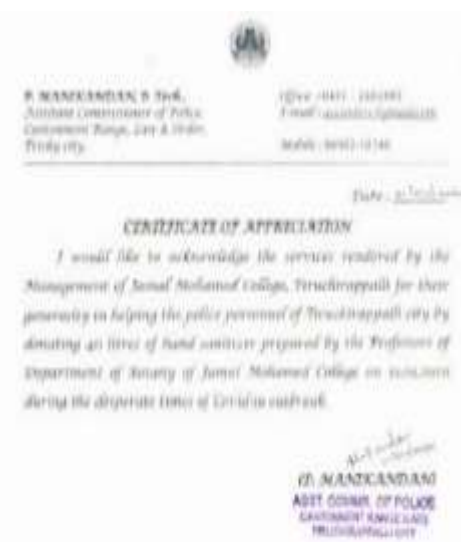 P. MANIKANDAN, B.Tech.,
Assistant Commissioner of Police,
Cantonment Range, Law & Order,
Trichy city.
Office :
E-mail :
Mobile :
Date :
CERTIFICATE OF APPRECIATION
I would like to acknowledge the services rendered by the
Management of Jamal Mohamed College, Tiruchirappalli for their
generosity in helping the police personnel of Tiruchirappalli city by
donating litres of hand sanitizer prepared by the Professors of
Department of Botany of Jamal Mohamed College on
during the desperate times of Covid outbreak.
(P. MANIKANDAN)
ASST. COMMR. OF POLICE
CANTONMENT RANGE
TIRUCHIRAPPALLI CITY